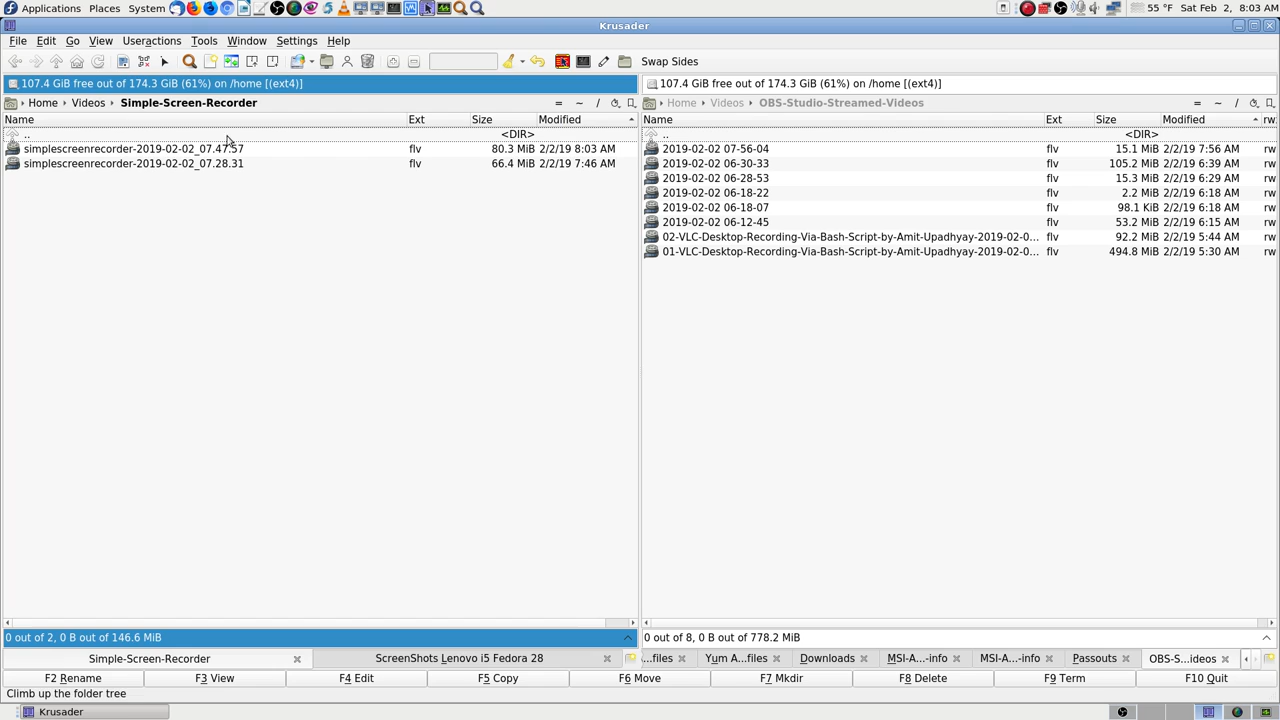 Applications Places System 55 °F Sat Feb 2, 8:03 AM
Krusader
File Edit Go View Useractions Tools Window Settings Help
Swap Sides
107.4 GiB free out of 174.3 GiB (61%) on /home [(ext4)]
107.4 GiB free out of 174.3 GiB (61%) on /home [(ext4)]
Home Videos Simple-Screen-Recorder = ~ /
Home Videos OBS-Studio-Streamed-Videos = ~ /
Name Ext Size Modified
.. <DIR>
simplescreenrecorder-2019-02-02_07.47.57 flv 80.3 MiB 2/2/19 8:03 AM
simplescreenrecorder-2019-02-02_07.28.31 flv 66.4 MiB 2/2/19 7:46 AM
Name Ext Size Modified rw
.. <DIR>
2019-02-02 07-56-04 flv 15.1 MiB 2/2/19 7:56 AM rw
2019-02-02 06-30-33 flv 105.2 MiB 2/2/19 6:39 AM rw
2019-02-02 06-28-53 flv 15.3 MiB 2/2/19 6:29 AM rw
2019-02-02 06-18-22 flv 2.2 MiB 2/2/19 6:18 AM rw
2019-02-02 06-18-07 flv 98.1 KiB 2/2/19 6:18 AM rw
2019-02-02 06-12-45 flv 53.2 MiB 2/2/19 6:15 AM rw
02-VLC-Desktop-Recording-Via-Bash-Script-by-Amit-Upadhyay-2019-02-0... flv 92.2 MiB 2/2/19 5:44 AM rw
01-VLC-Desktop-Recording-Via-Bash-Script-by-Amit-Upadhyay-2019-02-0... flv 494.8 MiB 2/2/19 5:30 AM rw
0 out of 2, 0 B out of 146.6 MiB
0 out of 8, 0 B out of 778.2 MiB
Simple-Screen-Recorder ScreenShots Lenovo i5 Fedora 28
...files Yum A...files Downloads MSI-A...-info MSI-A...-info Passouts OBS-S...ideos
F2 Rename F3 View F4 Edit F5 Copy F6 Move F7 Mkdir F8 Delete F9 Term F10 Quit
Climb up the folder tree
Krusader